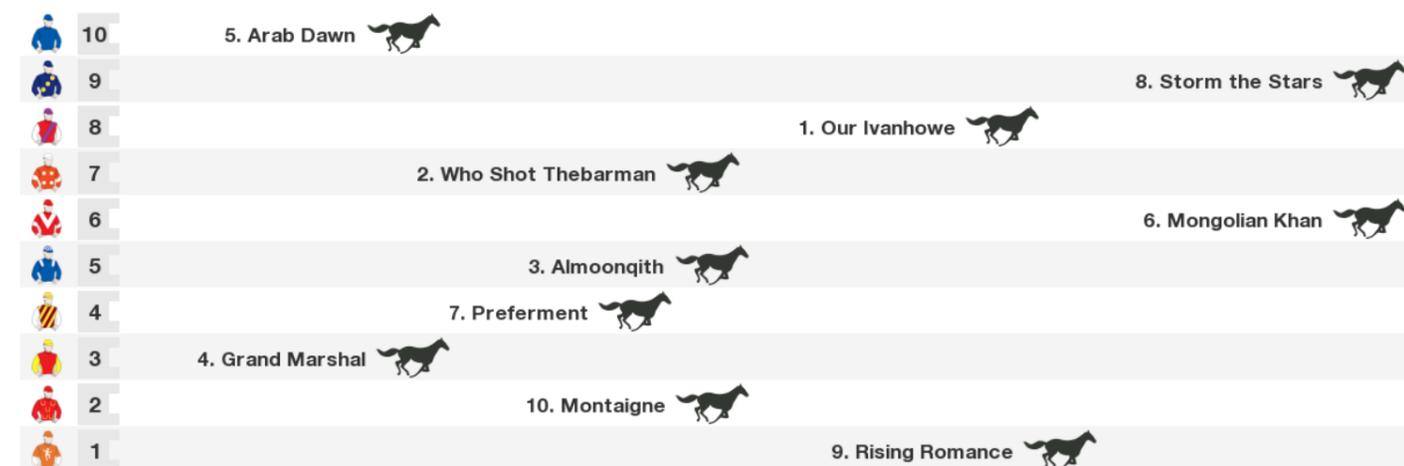 10 5. Arab Dawn
9 8. Storm the Stars
8 1. Our Ivanhowe
7 2. Who Shot Thebarman
6 6. Mongolian Khan
5 3. Almoonqith
4 7. Preferment
3 4. Grand Marshal
2 10. Montaigne
1 9. Rising Romance